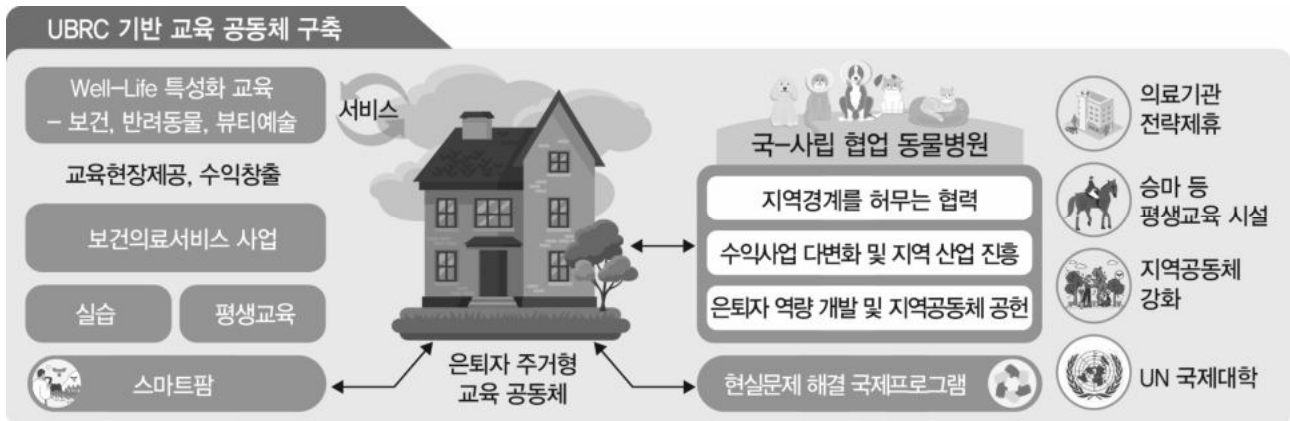 UBRC 기반 교육 공동체 구축
Well-Life 특성화 교육
- 보건, 반려동물, 뷰티예술
교육현장제공, 수익창출
보건의료서비스 사업
실습
평생교육
스마트팜
서비스
은퇴자 주거형
교육 공동체
국-사립 협업 동물병원
지역경계를 허무는 협력
수익사업 다변화 및 지역 산업 진흥
은퇴자 역량 개발 및 지역공동체 공헌
현실문제 해결 국제프로그램
의료기관
전략제휴
승마 등
평생교육 시설
지역공동체
강화
UN 국제대학